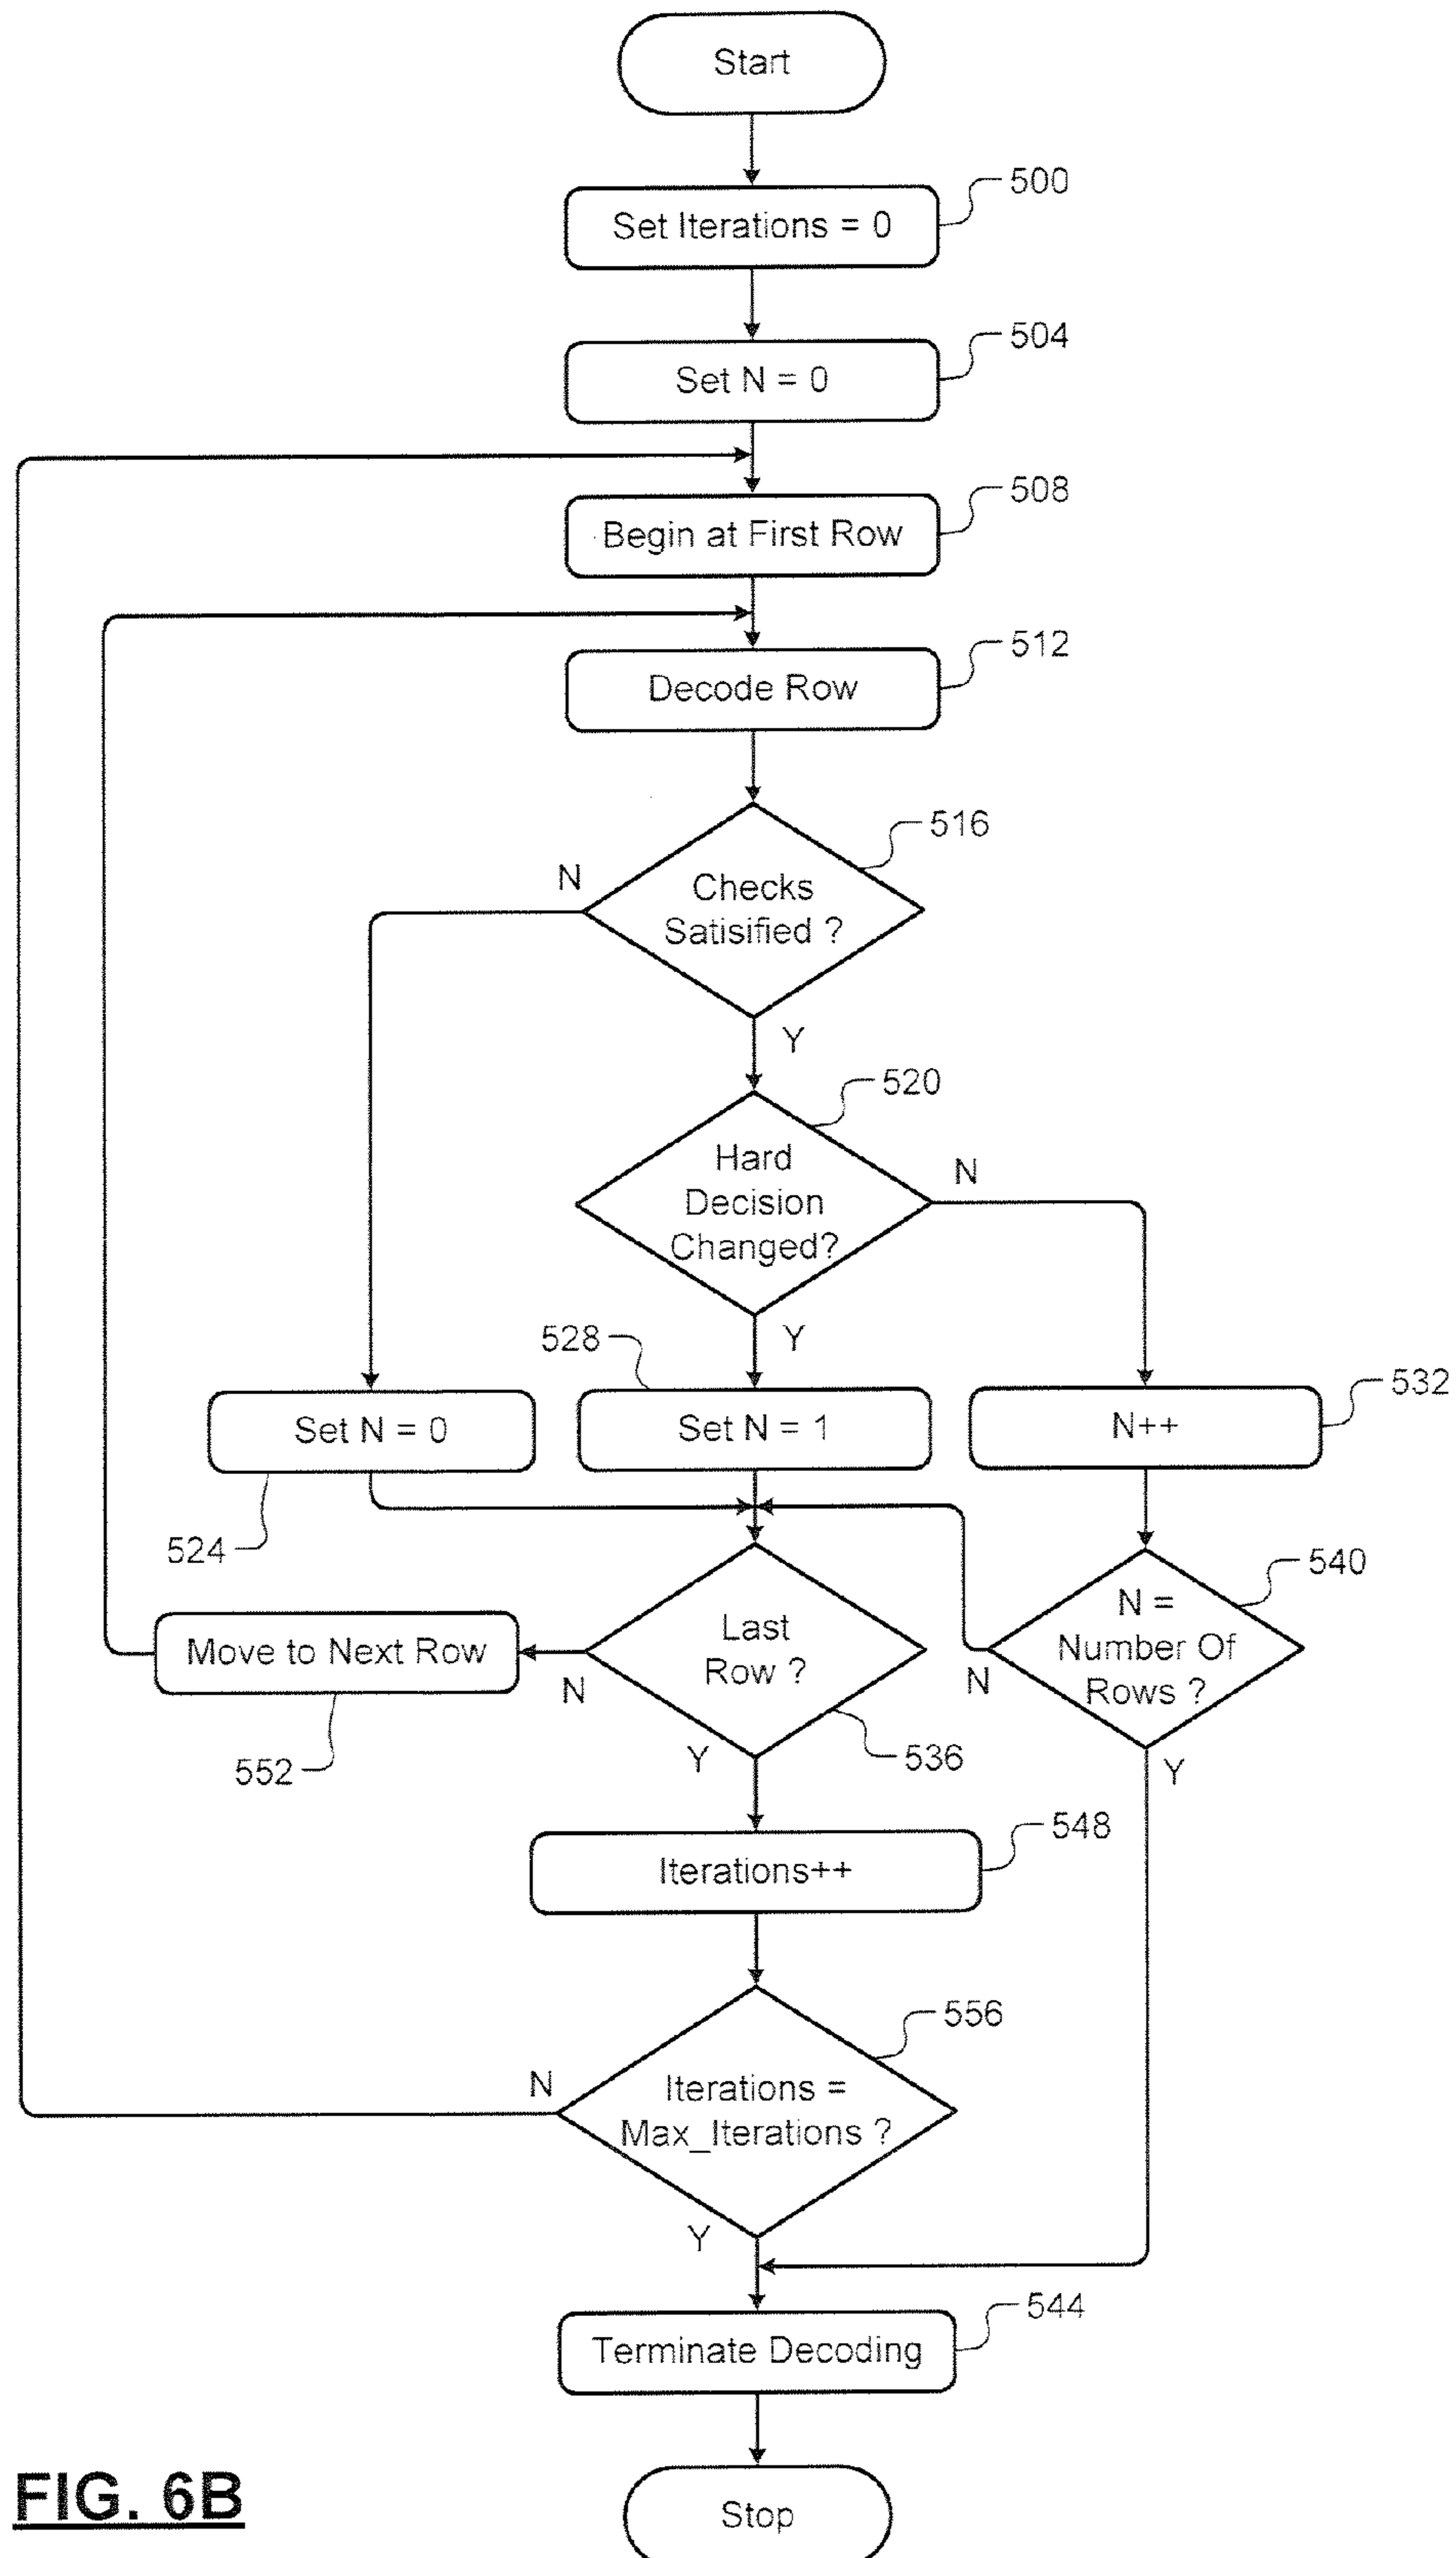 Start
500
Set Iterations = 0
504
Set N = 0
508
Begin at First Row
512
Decode Row
516
N
Checks
Satisified ?
Y
520
Hard
Decision
Changed?
N
Y
528
532
Set N = 0
Set N = 1
N++
524
540
N =
Number Of
Rows ?
Last
Row ?
Move to Next Row
N
N
552
Y
536
Y
548
Iterations++
556
N
Iterations =
Max_Iterations ?
Y
544
Terminate Decoding
FIG. 6B
Stop